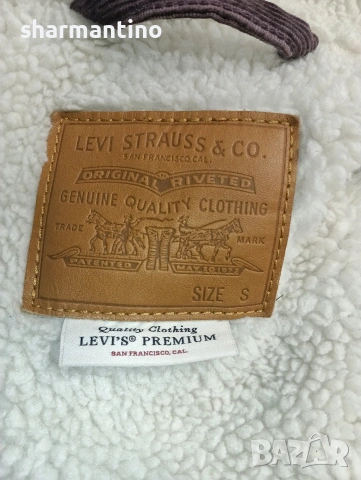 sharmantino
LEVI STRAUSS & CO.
SAN FRANCISCO, CAL.
ORIGINAL RIVETED
GENUINE QUALITY CLOTHING
TRADE MARK
PATENTED MAY 20 1873
SIZE S
Quality Clothing
LEVI'S® PREMIUM
SAN FRANCISCO, CAL.
BAZAR